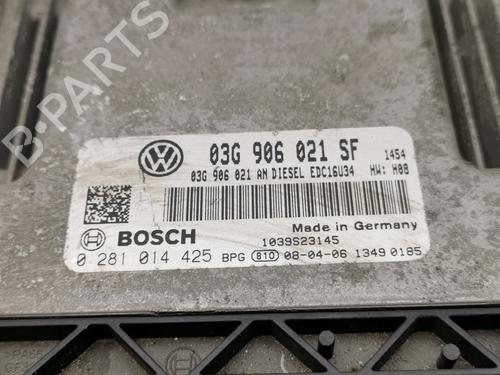 03G 906 021 SF 1454
03G 906 021 AN DIESEL EDC16U34 HW: H08
Made in Germany
BOSCH 1039S23145
0 281 014 425 BPG 810 08-04-06 1349 0185
B-PARTS